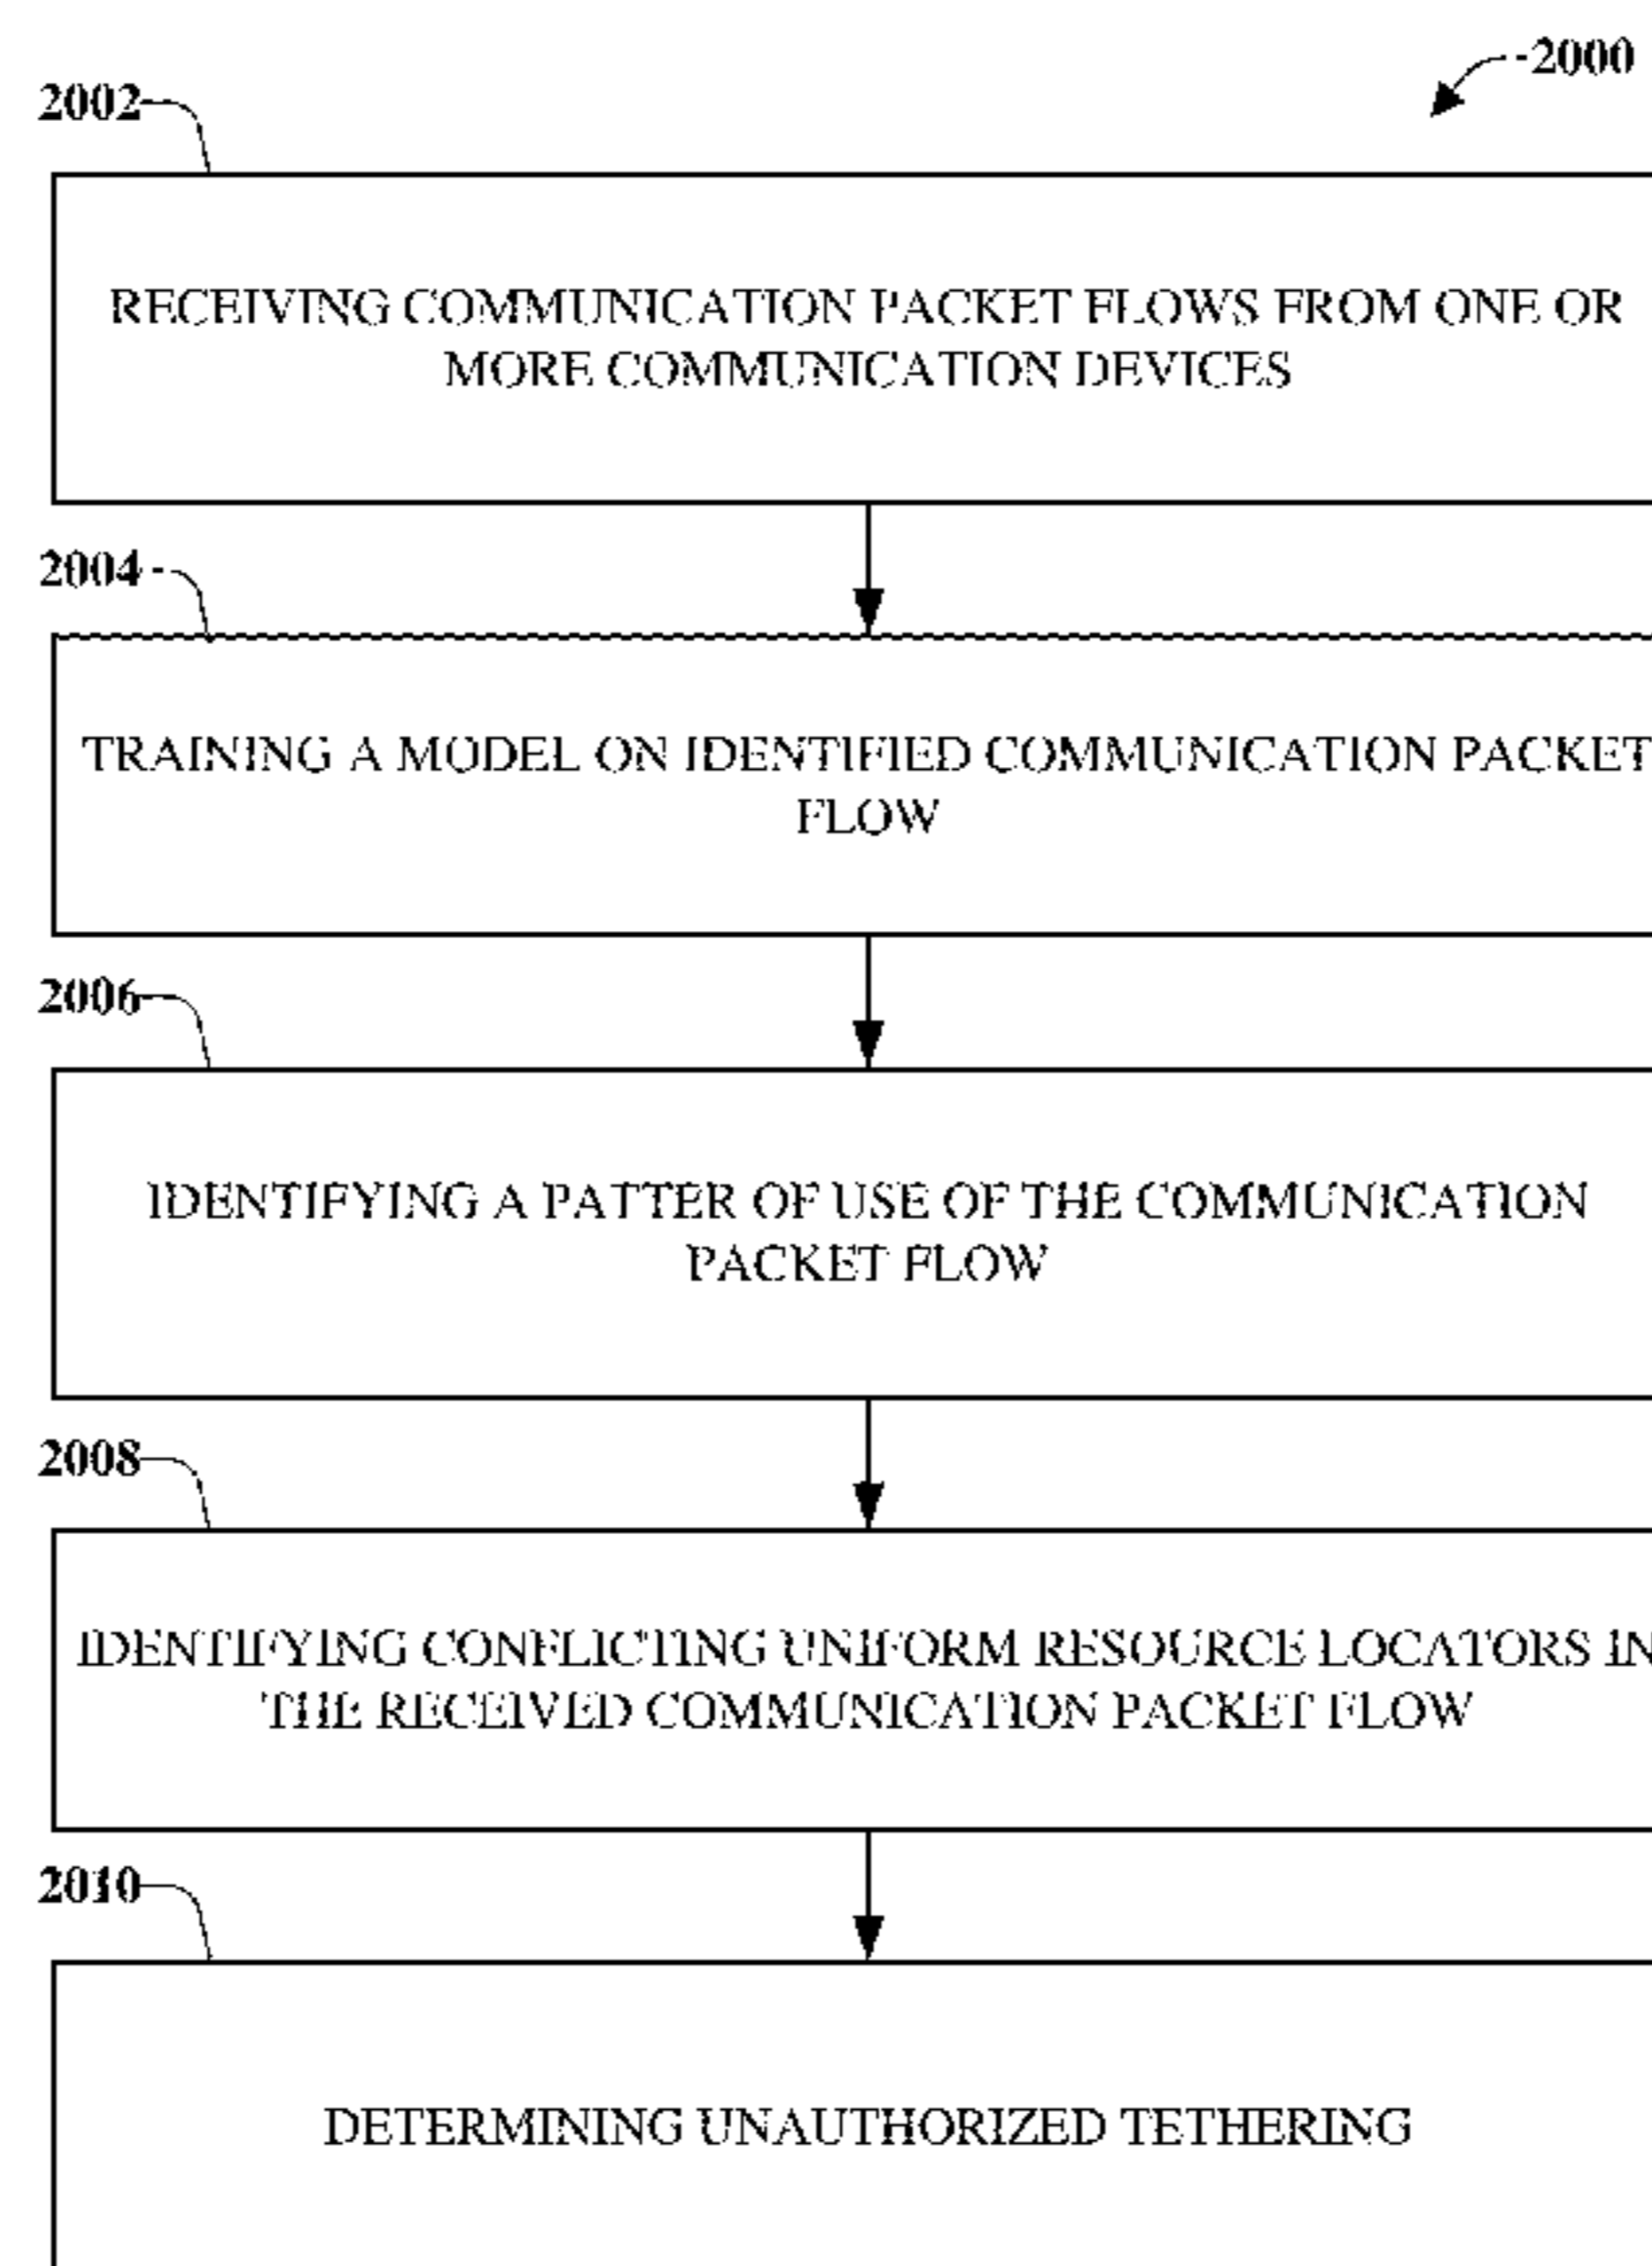 2000
2002
RECEIVING COMMUNICATION PACKET FLOWS FROM ONE OR
MORE COMMUNICATION DEVICES
2004
TRAINING A MODEL ON IDENTIFIED COMMUNICATION PACKET
FLOW
2006
IDENTIFYING A PATTER OF USE OF THE COMMUNICATION
PACKET FLOW
2008
IDENTIFYING CONFLICTING UNIFORM RESOURCE LOCATORS IN
THE RECEIVED COMMUNICATION PACKET FLOW
2010
DETERMINING UNAUTHORIZED TETHERING